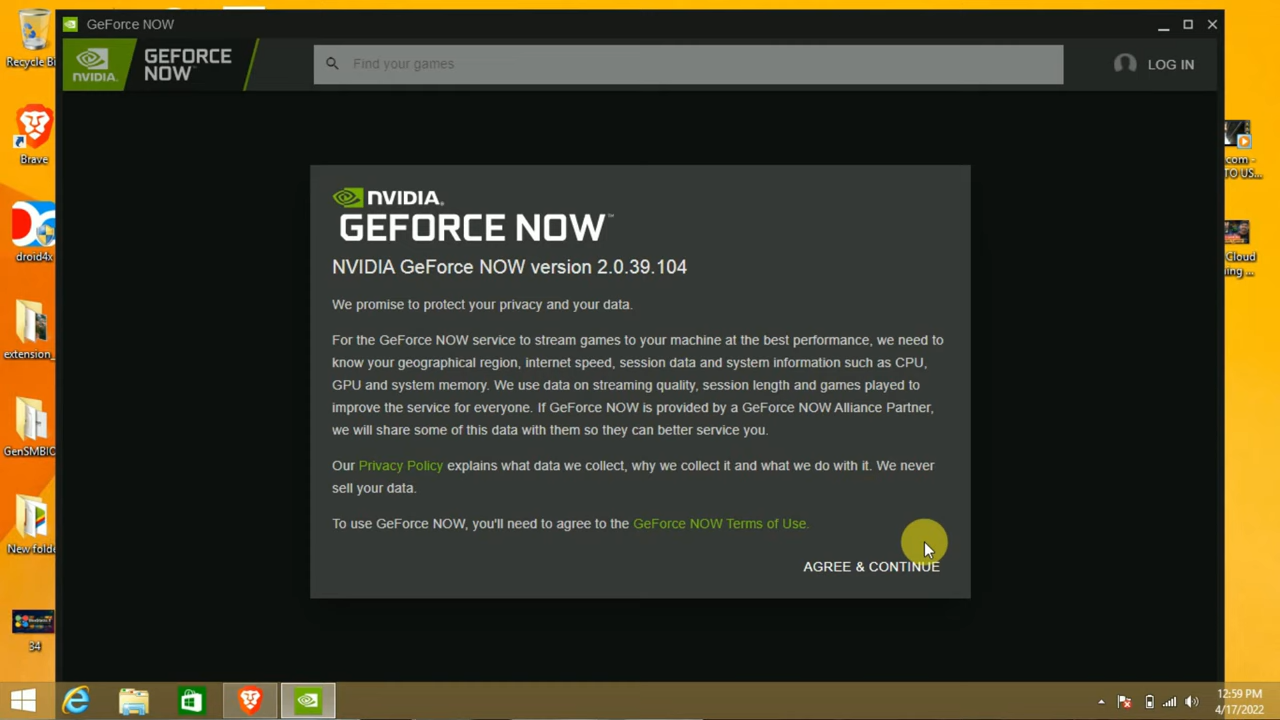 GeForce NOW
NVIDIA.
GEFORCE
NOW
Find your games
LOG IN
Recycle Bi
Brave
droid4x
extension_
GenSMBIO
New folde
34
NVIDIA.
GEFORCE NOW™
NVIDIA GeForce NOW version 2.0.39.104
We promise to protect your privacy and your data.
For the GeForce NOW service to stream games to your machine at the best performance, we need to
know your geographical region, internet speed, session data and system information such as CPU,
GPU and system memory. We use data on streaming quality, session length and games played to
improve the service for everyone. If GeForce NOW is provided by a GeForce NOW Alliance Partner,
we will share some of this data with them so they can better service you.
Our Privacy Policy explains what data we collect, why we collect it and what we do with it. We never
sell your data.
To use GeForce NOW, you'll need to agree to the GeForce NOW Terms of Use.
AGREE & CONTINUE
.com -
TO US...
Cloud
ing ...
12:59 PM
4/17/2022